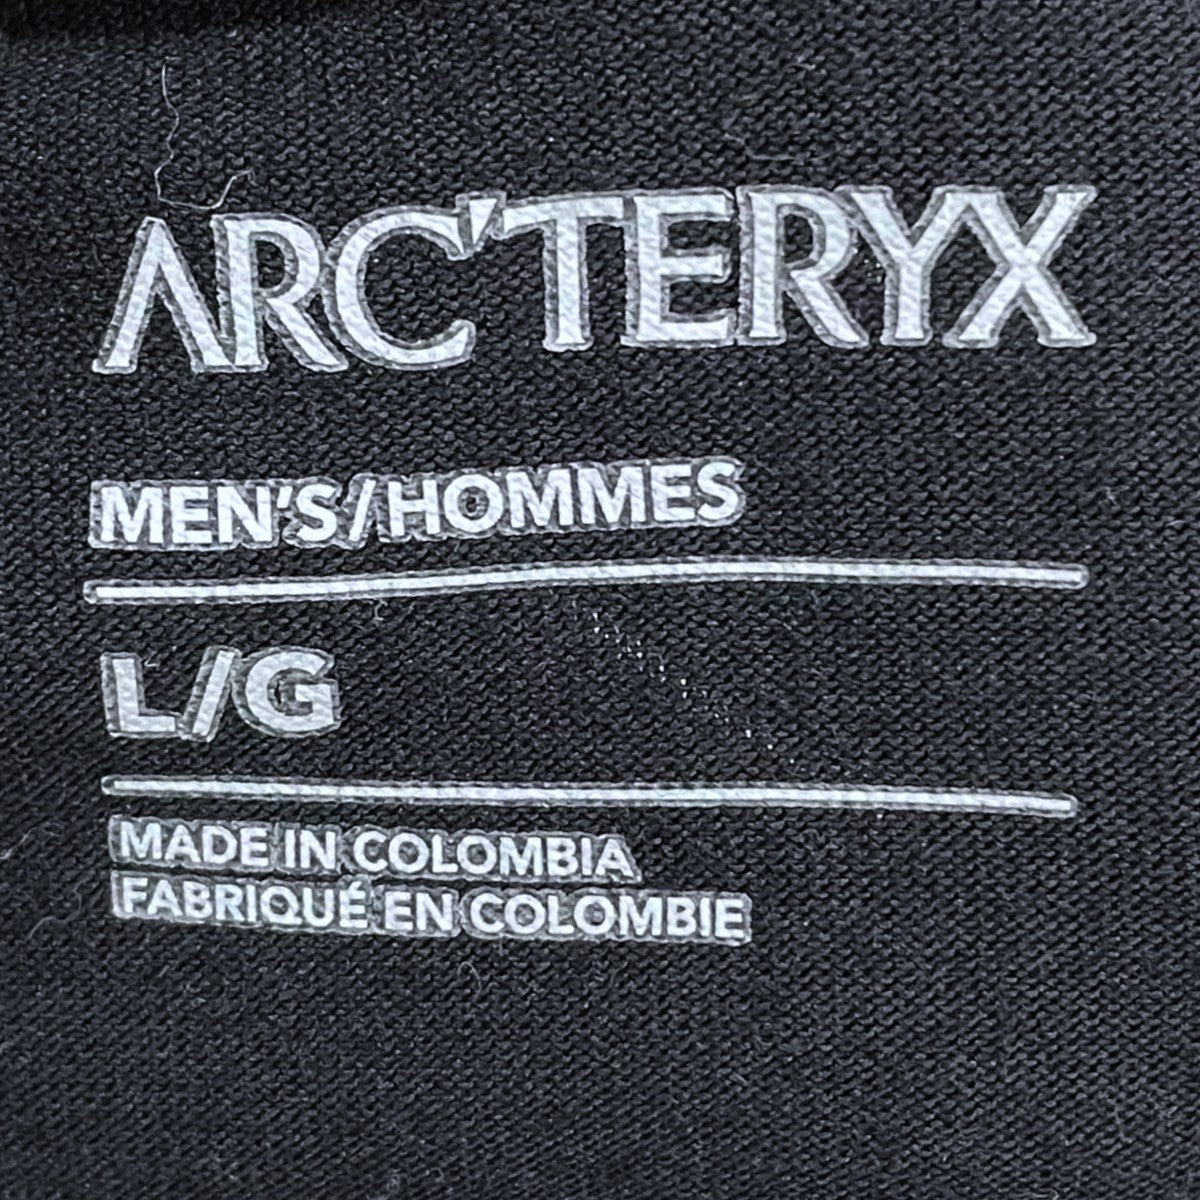 ARC'TERYX
MEN'S/HOMMES
L/G
MADE IN COLOMBIA
FABRIQUÉ EN COLOMBIE